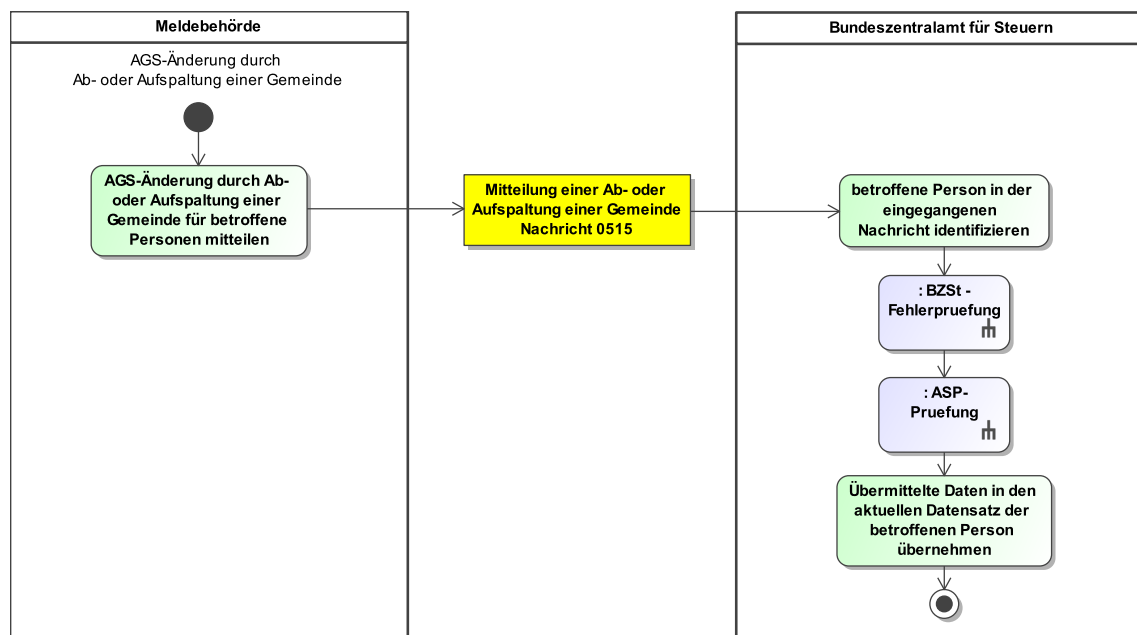 Meldebehörde
AGS-Änderung durch
Ab- oder Aufspaltung einer Gemeinde
AGS-Änderung durch Ab-
oder Aufspaltung einer
Gemeinde für betroffene
Personen mitteilen
Mitteilung einer Ab- oder
Aufspaltung einer Gemeinde
Nachricht 0515
Bundeszentralamt für Steuern
betroffene Person in der
eingegangenen
Nachricht identifizieren
: BZSt -
Fehlerpruefung
: ASP-
Pruefung
Übermittelte Daten in den
aktuellen Datensatz der
betroffenen Person
übernehmen